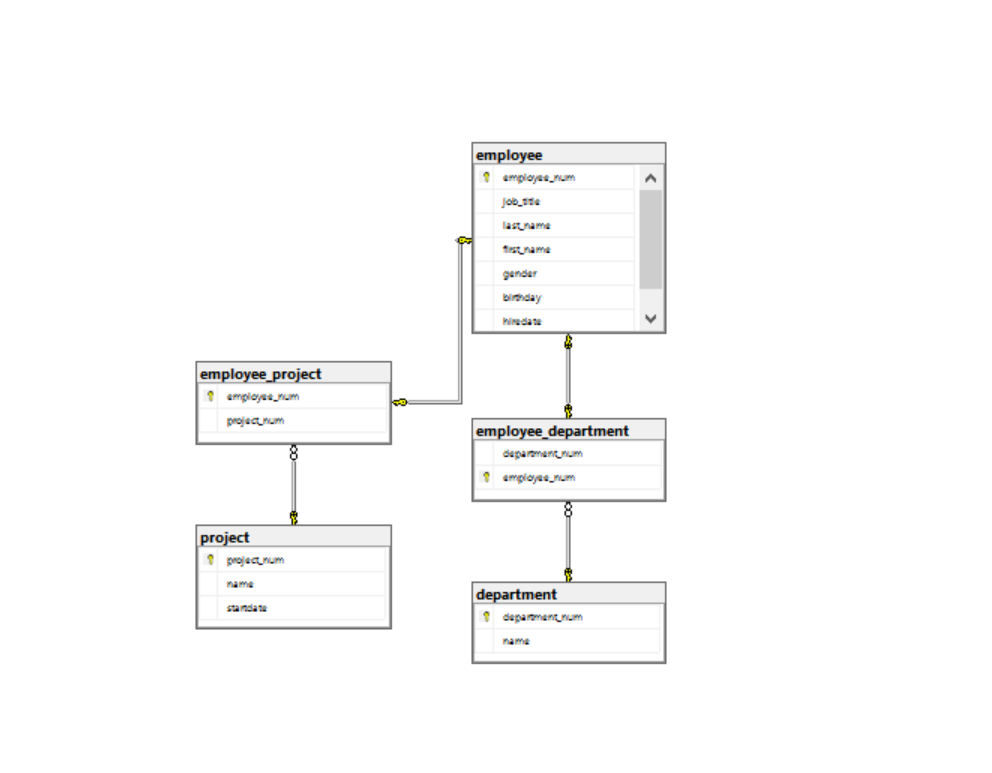 employee
employee_num
job_title
last_name
first_name
gender
birthday
hiredate
employee_project
employee_num
project_num
employee_department
department_num
employee_num
project
project_num
name
startdate
department
department_num
name